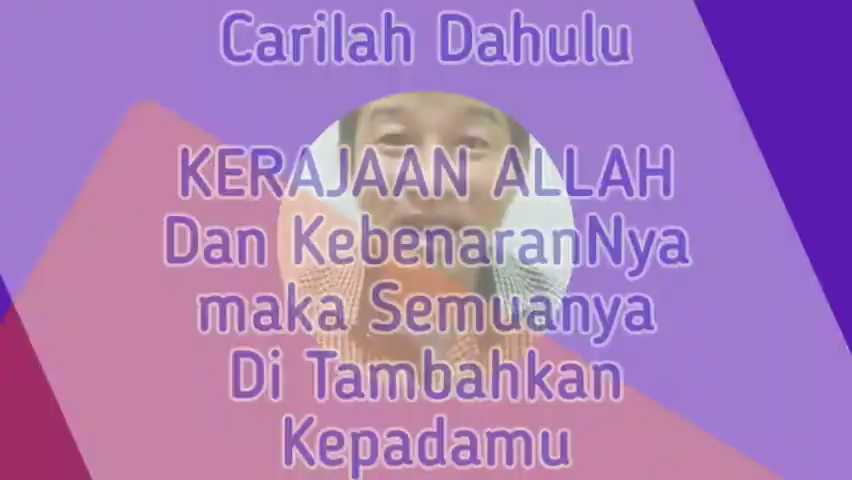 Carilah Dahulu
KERAJAAN ALLAH
Dan KebenaranNya
maka Semuanya
Di Tambahkan
Kepadamu